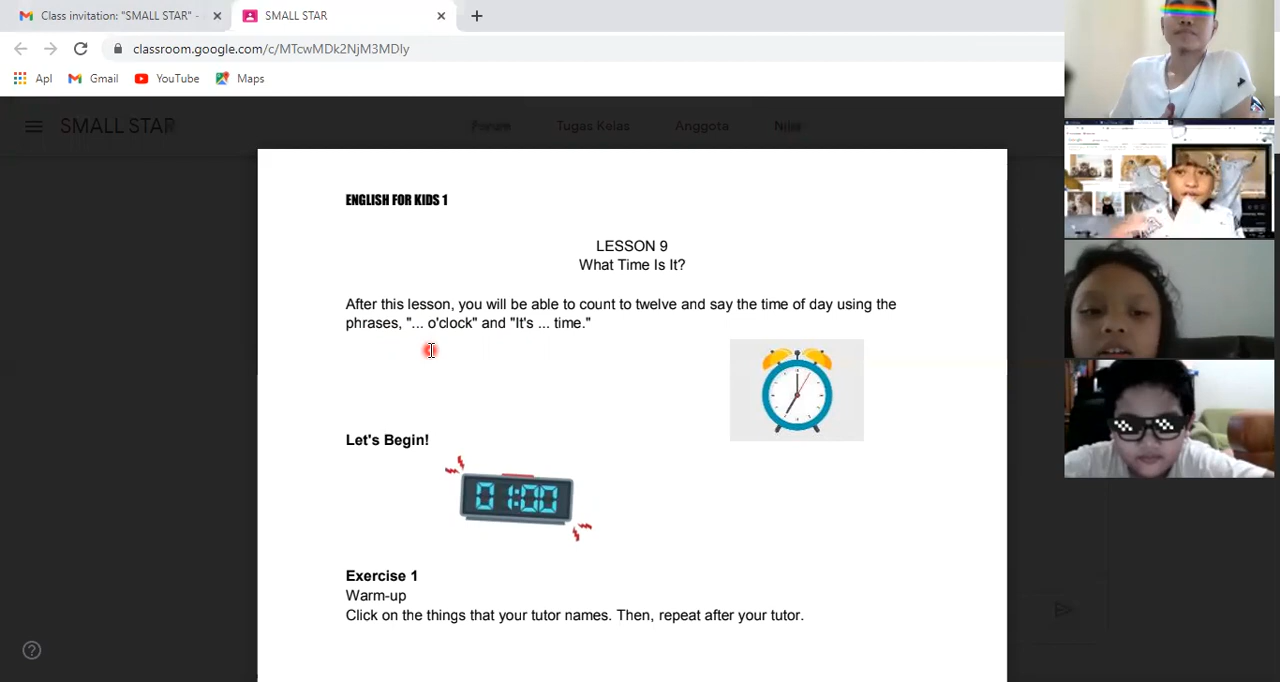 Class invitation: "SMALL STAR" -
SMALL STAR
classroom.google.com/c/MTcwMDk2NjM3MDIy
Apl Gmail YouTube Maps
SMALL STAR Forum Tugas Kelas Anggota Nilai
ENGLISH FOR KIDS 1
LESSON 9
What Time Is It?
After this lesson, you will be able to count to twelve and say the time of day using the
phrases, "... o'clock" and "It's ... time."
Let's Begin!
01:00
Exercise 1
Warm-up
Click on the things that your tutor names. Then, repeat after your tutor.